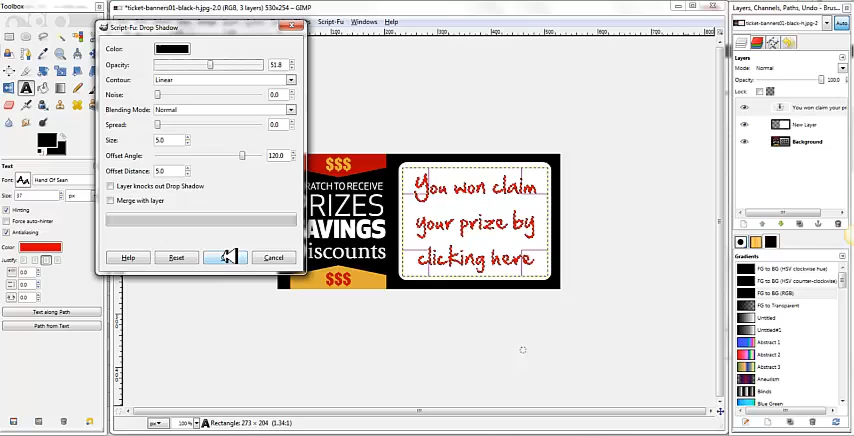 Toolbox
*ticket-banners01-black-h.jpg-2.0 (RGB, 3 layers) 530x254 – GIMP
Script-Fu
Windows
Help
Script-Fu: Drop Shadow
Color:
Opacity:
51.8
Contour:
Linear
Noise:
0.0
Blending Mode:
Normal
Spread:
0.0
Size:
5.0
Offset Angle:
120.0
Offset Distance:
5.0
Layer knocks out Drop Shadow
Merge with layer
Help
Reset
Cancel
Text
Font:
Hand Of Sean
Size:
37
px
Hinting
Force auto-hinter
Antialiasing
Color:
Justify:
0.0
0.0
0.0
Text along Path
Path from Text
$$$
RATCH TO RECEIVE
RIZES
AVINGS
iscounts
$$$
You won claim
your prize by
clicking here
px
100 %
Rectangle: 273 × 204 (1.34:1)
Layers, Channels, Paths, Undo - Brus...
*ticket-banners01-black-h.jpg-2
Auto
Layers
Mode:
Normal
Opacity:
100.0
Lock:
You won claim your pri
New Layer
Background
Gradients
FG to BG (HSV clockwise hue)
FG to BG (HSV counter-clockwise
FG to BG (RGB)
FG to Transparent
Untitled
Untitled#1
Abstract 1
Abstract 2
Abstract 3
Aneurism
Blinds
Blue Green